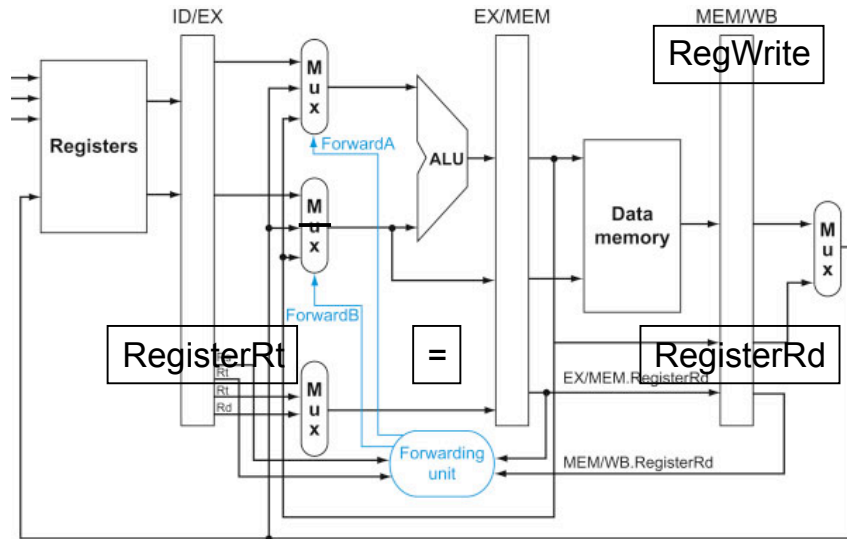 ID/EX
EX/MEM
MEM/WB
RegWrite
Mux
Registers
ForwardA
ALU
Mux
Data memory
Mux
ForwardB
RegisterRt
=
RegisterRd
Rt
Rt
Rd
Mux
EX/MEM.RegisterRd
Forwarding
unit
MEM/WB.RegisterRd